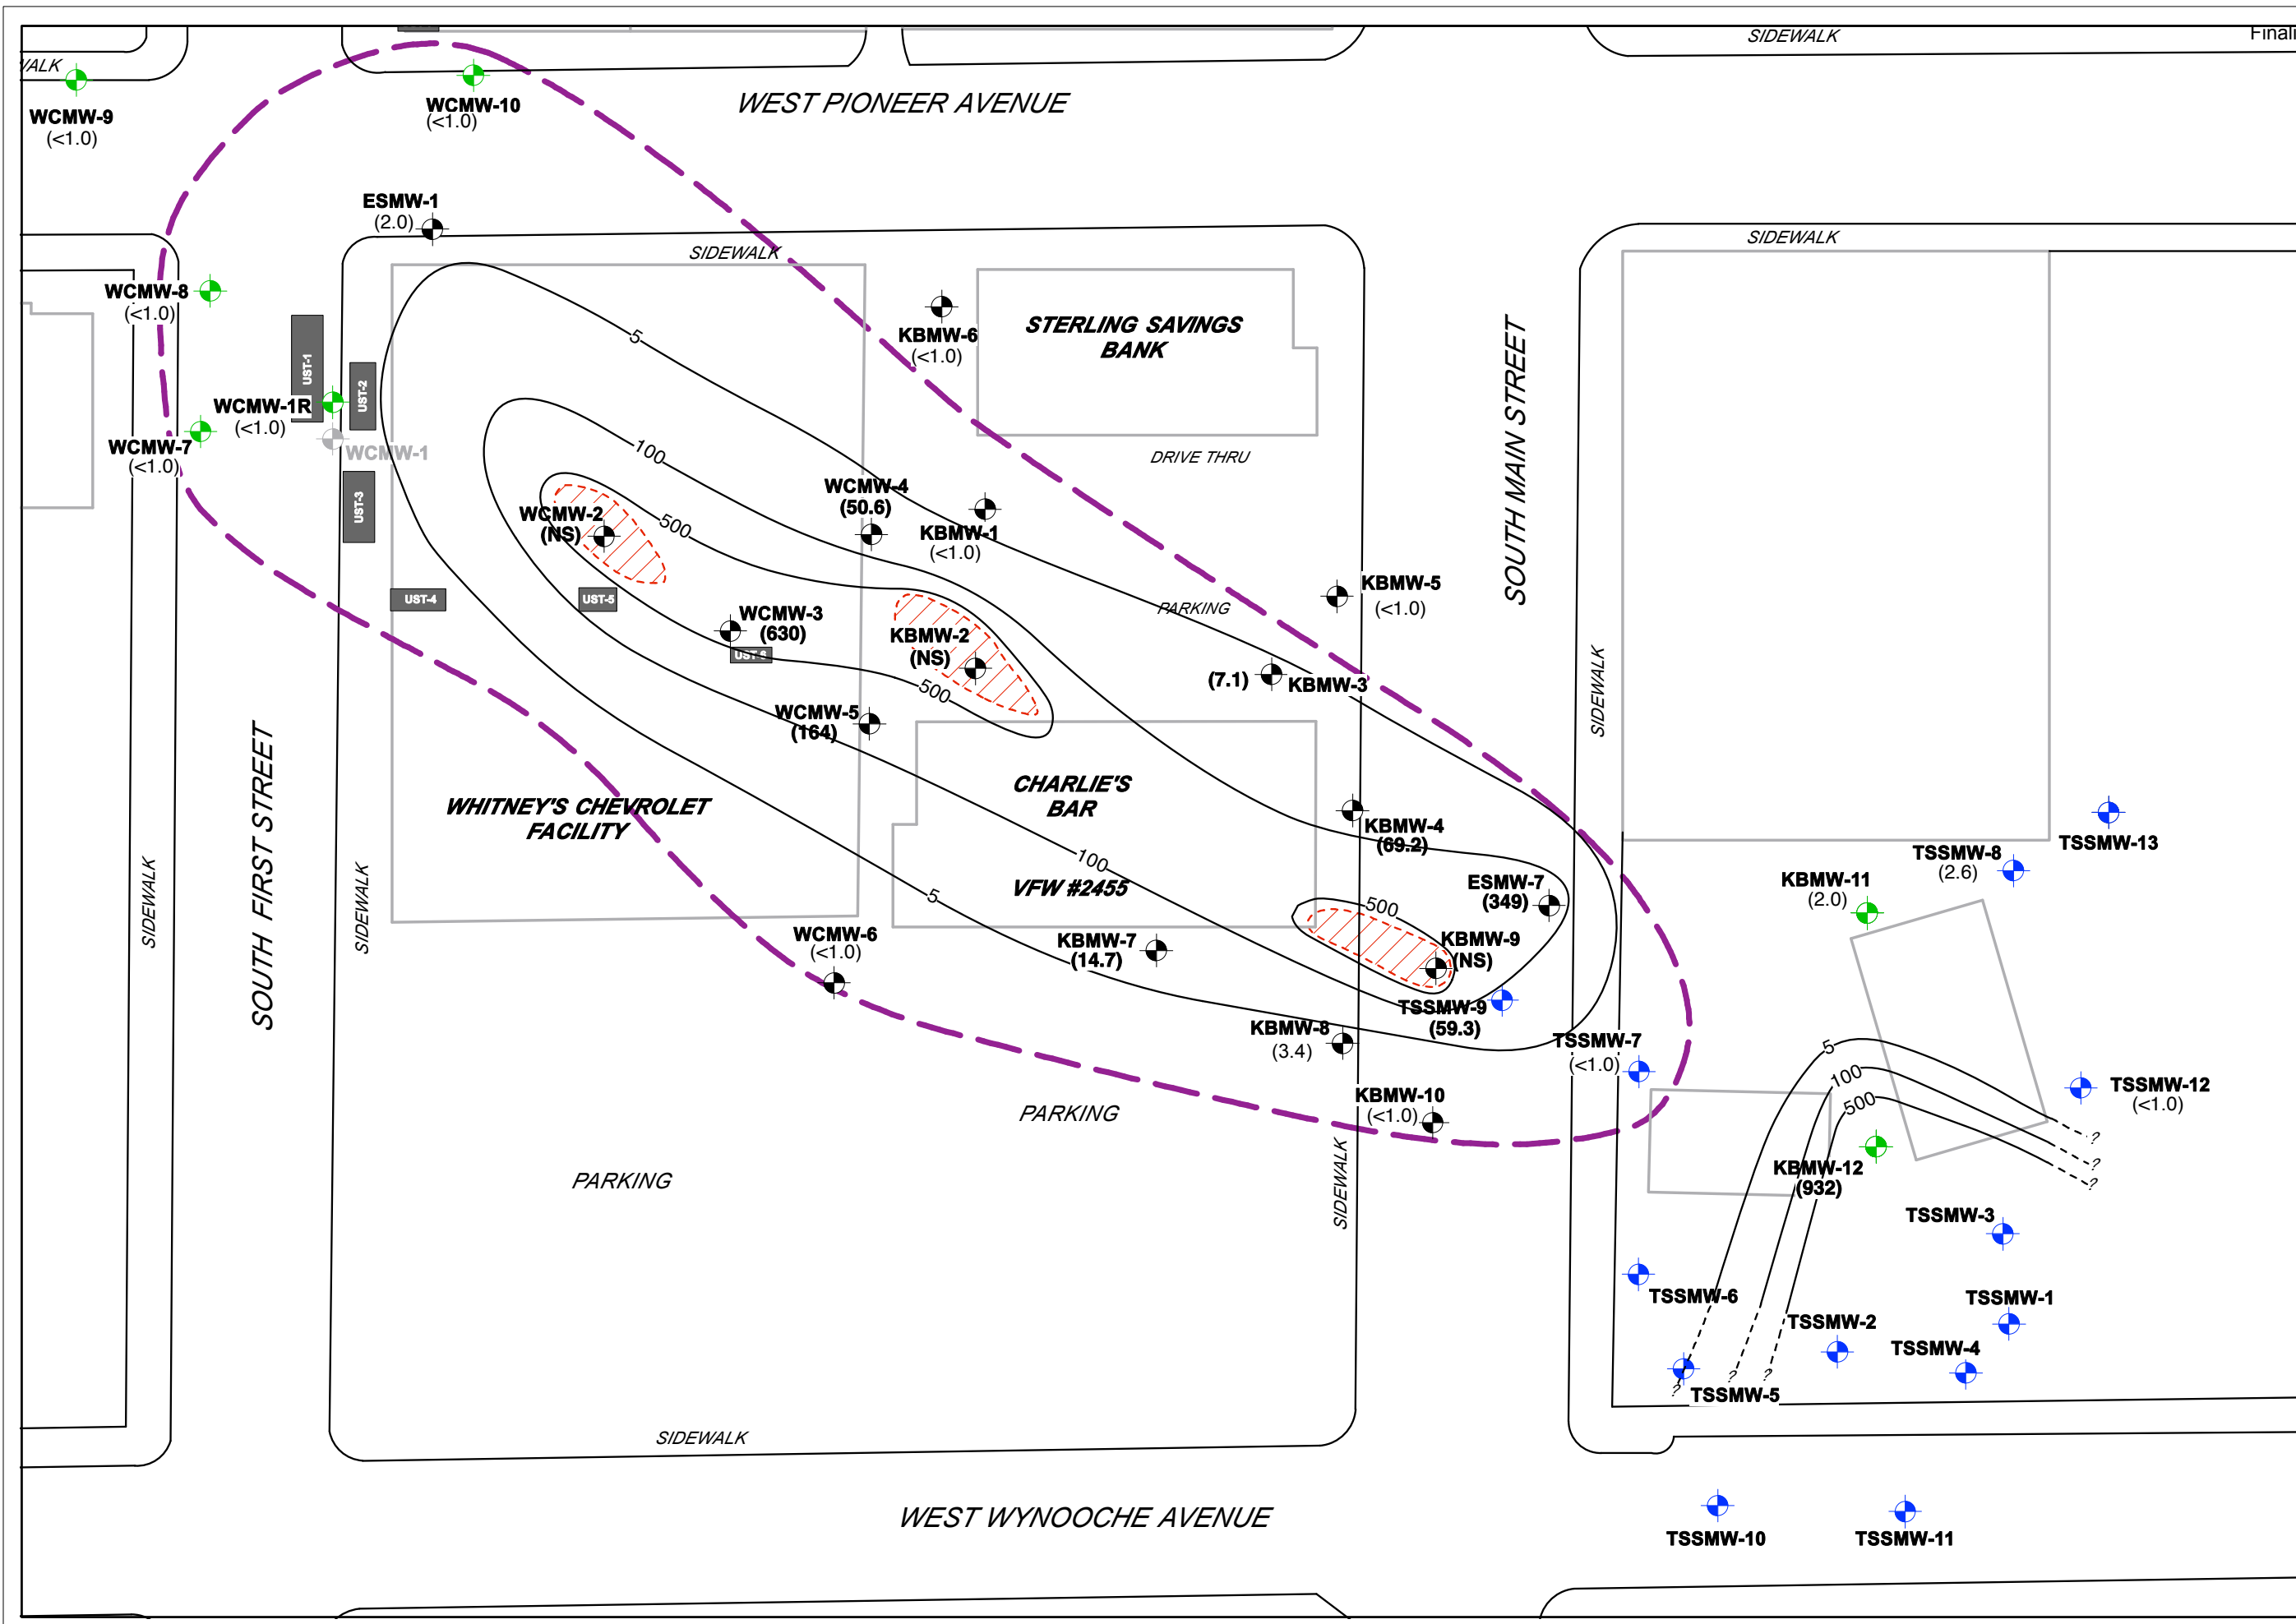 SIDEWALK
WEST PIONEER AVENUE
WCMW-9
(<1.0)
WCMW-10
(<1.0)
ESMW-1
(2.0)
SIDEWALK
SIDEWALK
WCMW-8
(<1.0)
UST-1
UST-2
WCMW-1R
(<1.0)
WCMW-1
WCMW-7
(<1.0)
UST-3
UST-4
UST-5
5
100
500
KBMW-6
(<1.0)
STERLING SAVINGS
BANK
DRIVE THRU
SOUTH MAIN STREET
WCMW-2
(NS)
WCMW-4
(50.6)
KBMW-1
(<1.0)
KBMW-5
(<1.0)
PARKING
WCMW-3
(630)
UST-6
KBMW-2
(NS)
500
(7.1)
KBMW-3
SIDEWALK
WCMW-5
(164)
SOUTH FIRST STREET
WHITNEY'S CHEVROLET
FACILITY
CHARLIE'S
BAR
100
VFW #2455
5
KBMW-4
(69.2)
ESMW-7
(349)
500
KBMW-9
(NS)
SIDEWALK
SIDEWALK
WCMW-6
(<1.0)
KBMW-7
(14.7)
TSSMW-9
(59.3)
KBMW-8
(3.4)
TSSMW-7
(<1.0)
KBMW-10
(<1.0)
TSSMW-13
TSSMW-8
(2.6)
KBMW-11
(2.0)
5
100
500
TSSMW-12
(<1.0)
?
?
?
KBMW-12
(932)
PARKING
PARKING
SIDEWALK
TSSMW-3
TSSMW-6
TSSMW-1
TSSMW-2
TSSMW-4
?
?
?
TSSMW-5
SIDEWALK
WEST WYNOOCHE AVENUE
TSSMW-10
TSSMW-11